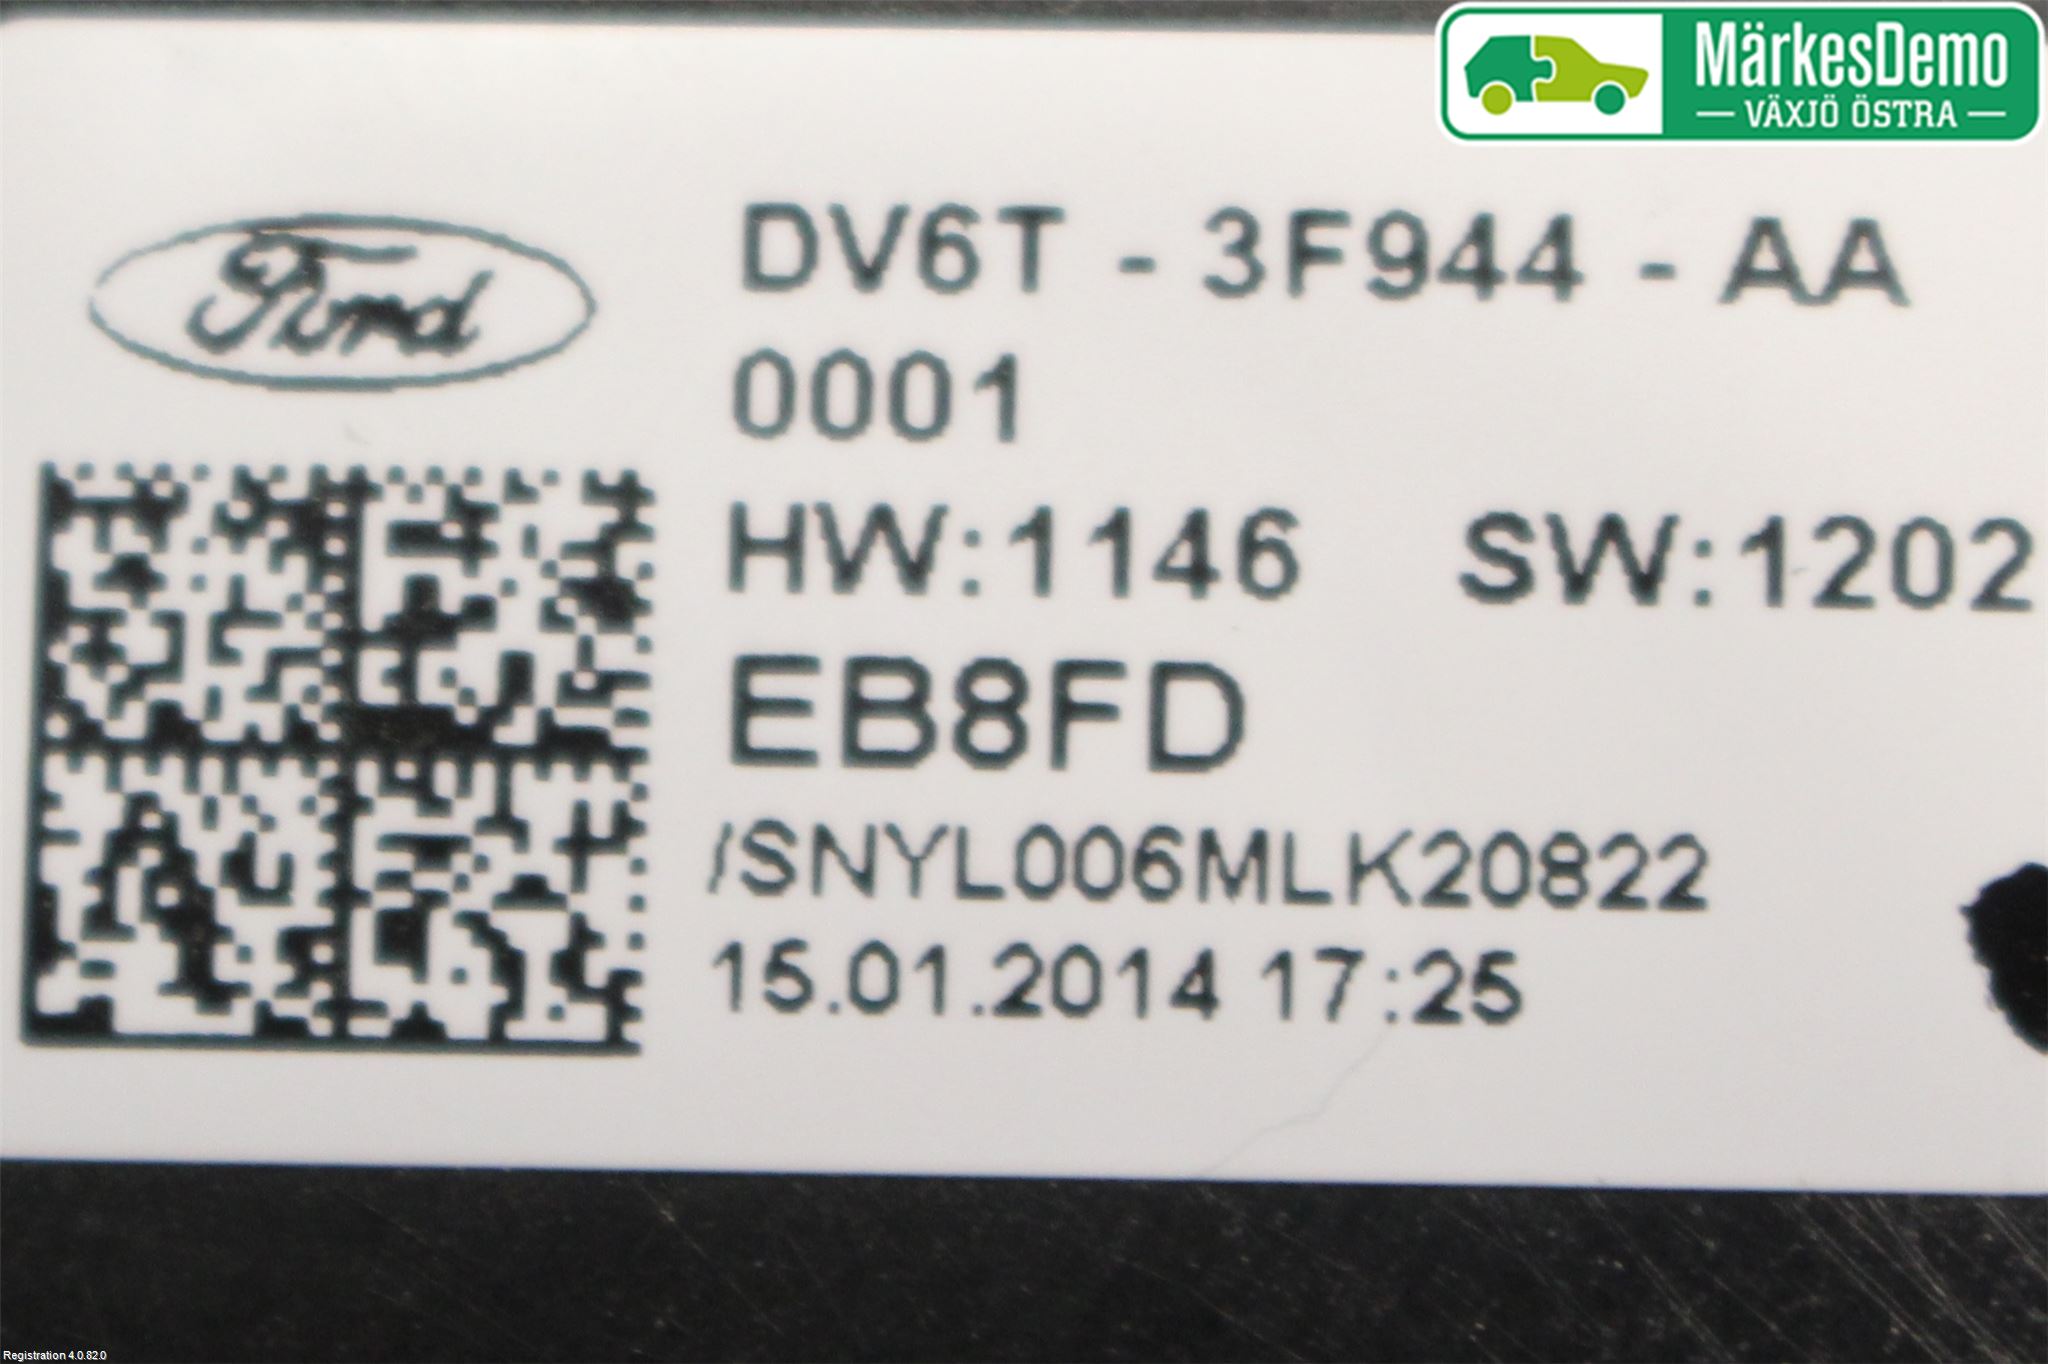 MärkesDemo
VÄXJÖ ÖSTRA
Ford
DV6T - 3F944 - AA
0001
HW:1146 SW:1202
EB8FD
/SNYL006MLK20822
15.01.2014 17:25
Registration 4.0.82.0